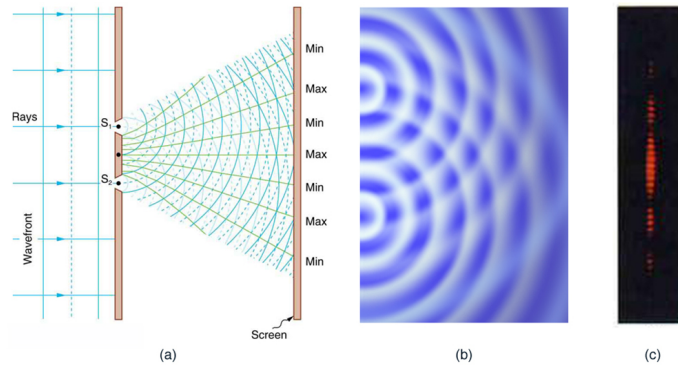 Min
Max
Rays
S1
Min
Max
S2
Min
Wavefront
Max
Min
Screen
(a)
(b)
(c)